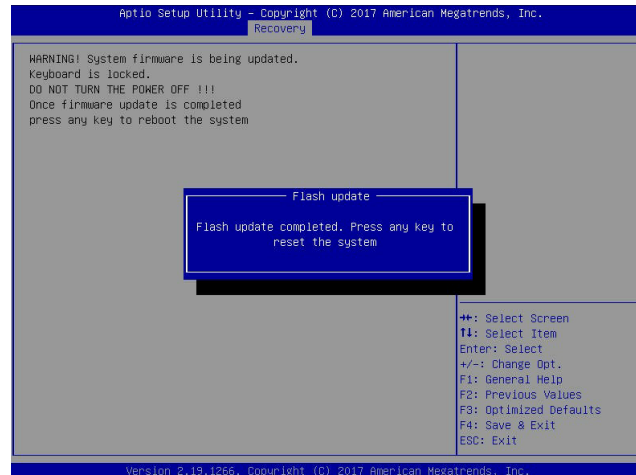 Aptio Setup Utility – Copyright (C) 2017 American Megatrends, Inc.
Recovery
WARNING! System firmware is being updated.
Keyboard is locked.
DO NOT TURN THE POWER OFF !!!
Once firmware update is completed
press any key to reboot the system
Flash update
Flash update completed. Press any key to
reset the system
→←: Select Screen
↑↓: Select Item
Enter: Select
+/-: Change Opt.
F1: General Help
F2: Previous Values
F3: Optimized Defaults
F4: Save & Exit
ESC: Exit
Version 2.19.1266. Copyright (C) 2017 American Megatrends, Inc.